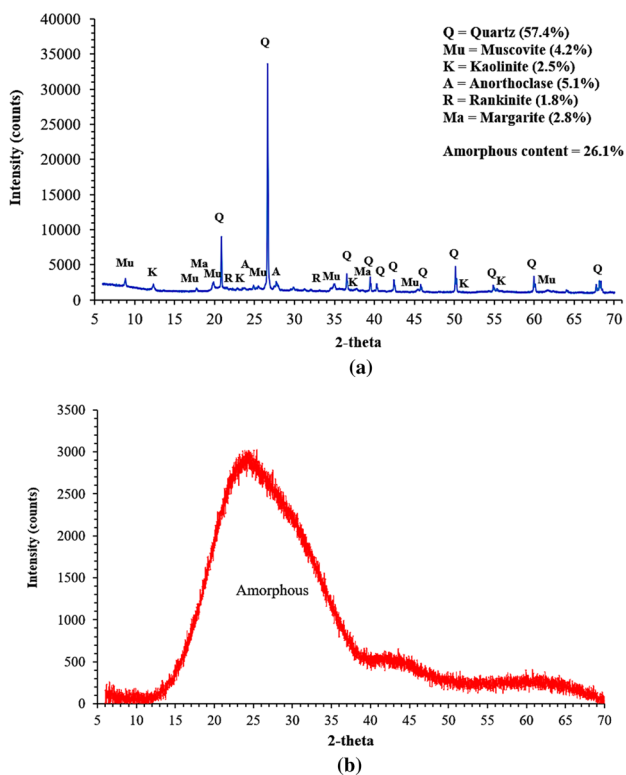 40000
35000
30000
25000
20000
15000
10000
5000
0
Intensity (counts)
Q = Quartz (57.4%)
Mu = Muscovite (4.2%)
K = Kaolinite (2.5%)
A = Anorthoclase (5.1%)
R = Rankinite (1.8%)
Ma = Margarite (2.8%)
Amorphous content = 26.1%
Q
Q
Mu
K
Mu
Ma
Mu
R
K
A
Mu
A
R
Mu
Q
K
Ma
Q
Q
Q
Mu
Q
Q
K
Q
K
Q
Mu
Q
5 10 15 20 25 30 35 40 45 50 55 60 65 70
2-theta
(a)
3500
3000
2500
2000
1500
1000
500
0
Intensity (counts)
Amorphous
5 10 15 20 25 30 35 40 45 50 55 60 65 70
2-theta
(b)